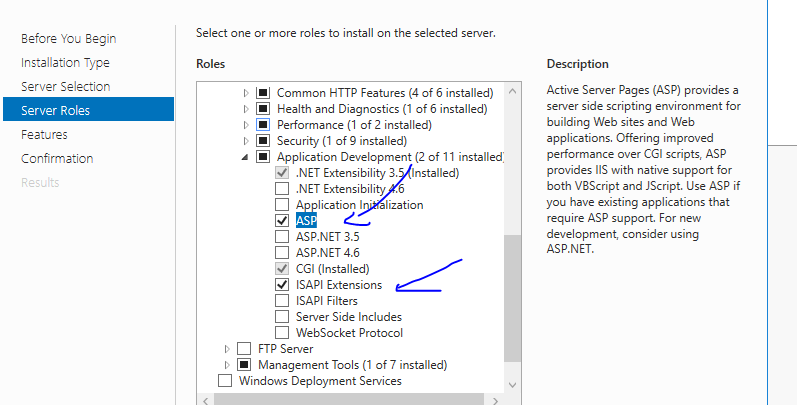 Select one or more roles to install on the selected server.
Before You Begin
Installation Type
Server Selection
Server Roles
Features
Confirmation
Results
Roles
Common HTTP Features (4 of 6 installed)
Health and Diagnostics (1 of 6 installed)
Performance (1 of 2 installed)
Security (1 of 9 installed)
Application Development (2 of 11 installed)
.NET Extensibility 3.5 (Installed)
.NET Extensibility 4.6
Application Initialization
ASP
ASP.NET 3.5
ASP.NET 4.6
CGI (Installed)
ISAPI Extensions
ISAPI Filters
Server Side Includes
WebSocket Protocol
FTP Server
Management Tools (1 of 7 installed)
Windows Deployment Services
Description
Active Server Pages (ASP) provides a
server side scripting environment for
building Web sites and Web
applications. Offering improved
performance over CGI scripts, ASP
provides IIS with native support for
both VBScript and JScript. Use ASP if
you have existing applications that
require ASP support. For new
development, consider using
ASP.NET.